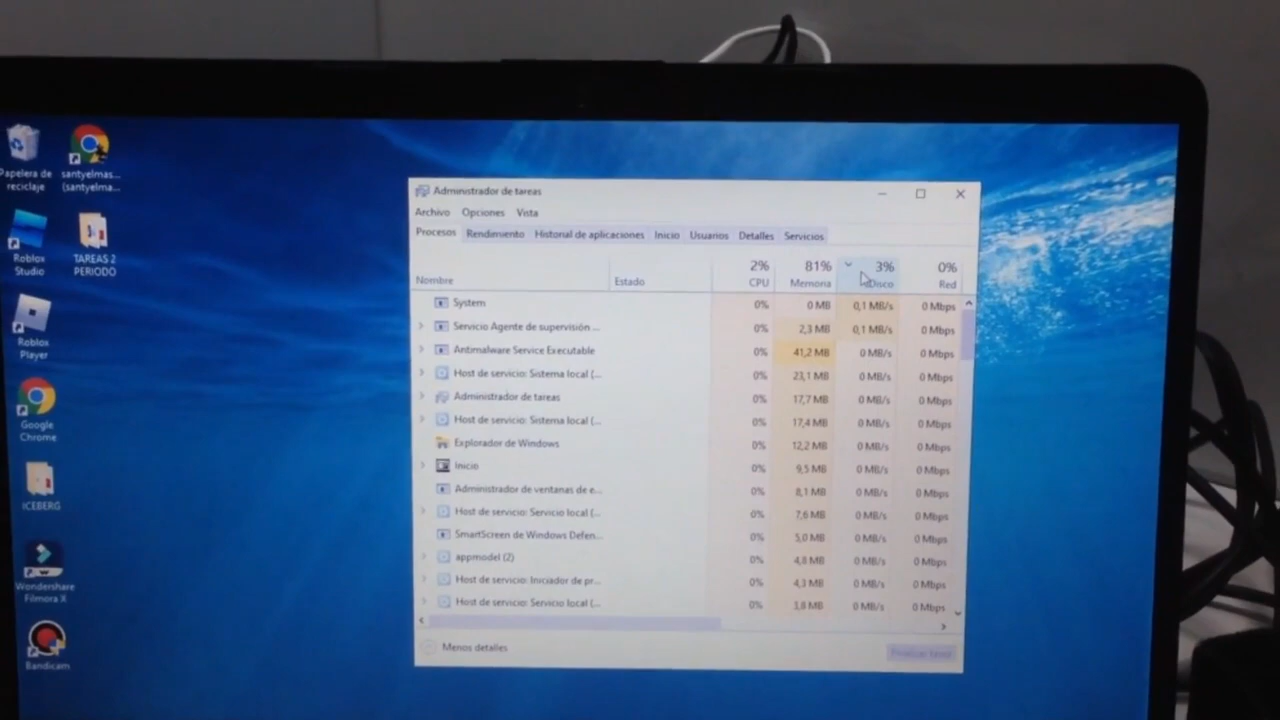 Papelera de
reciclaje
santyelmas...
(santyelma...
Roblox
Studio
TAREAS 2
PERIODO
Roblox
Player
Google
Chrome
ICEBERG
Wondershare
Filmora X
Bandicam
Administrador de tareas
Archivo Opciones Vista
Procesos Rendimiento Historial de aplicaciones Inicio Usuarios Detalles Servicios
2% 81% 3% 0%
Nombre Estado CPU Memoria Disco Red
System 0% 0 MB 0,1 MB/s 0 Mbps
Servicio Agente de supervisión ... 0% 2,3 MB 0,1 MB/s 0 Mbps
Antimalware Service Executable 0% 41,2 MB 0 MB/s 0 Mbps
Host de servicio: Sistema local (... 0% 23,1 MB 0 MB/s 0 Mbps
Administrador de tareas 0% 17,7 MB 0 MB/s 0 Mbps
Host de servicio: Sistema local (... 0% 17,4 MB 0 MB/s 0 Mbps
Explorador de Windows 0% 12,2 MB 0 MB/s 0 Mbps
Inicio 0% 9,5 MB 0 MB/s 0 Mbps
Administrador de ventanas de e... 0% 8,1 MB 0 MB/s 0 Mbps
Host de servicio: Servicio local (... 0% 7,6 MB 0 MB/s 0 Mbps
SmartScreen de Windows Defen... 0% 5,0 MB 0 MB/s 0 Mbps
appmodel (2) 0% 4,8 MB 0 MB/s 0 Mbps
Host de servicio: Iniciador de pr... 0% 4,3 MB 0 MB/s 0 Mbps
Host de servicio: Servicio local (... 0% 3,8 MB 0 MB/s 0 Mbps
Menos detalles
Finalizar tarea